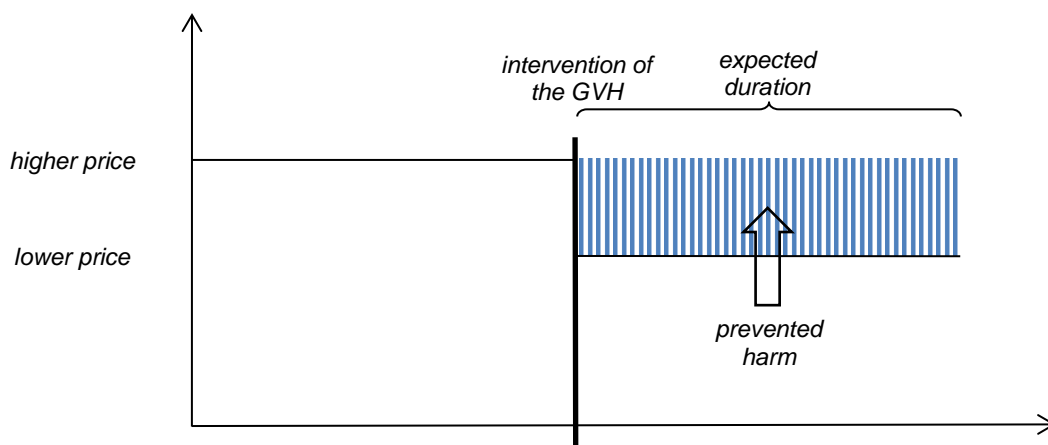 intervention of
the GVH
expected
duration
higher price
lower price
prevented
harm